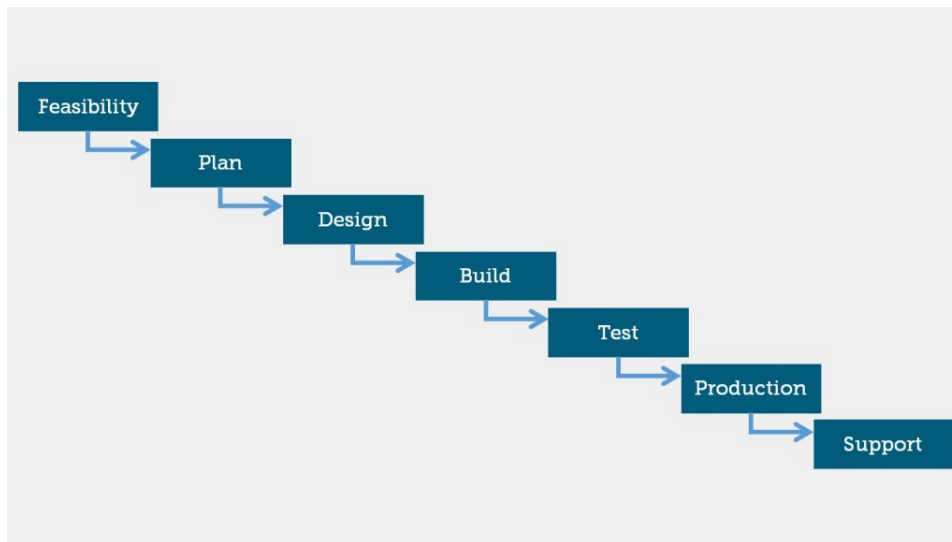 Feasibility
Plan
Design
Build
Test
Production
Support